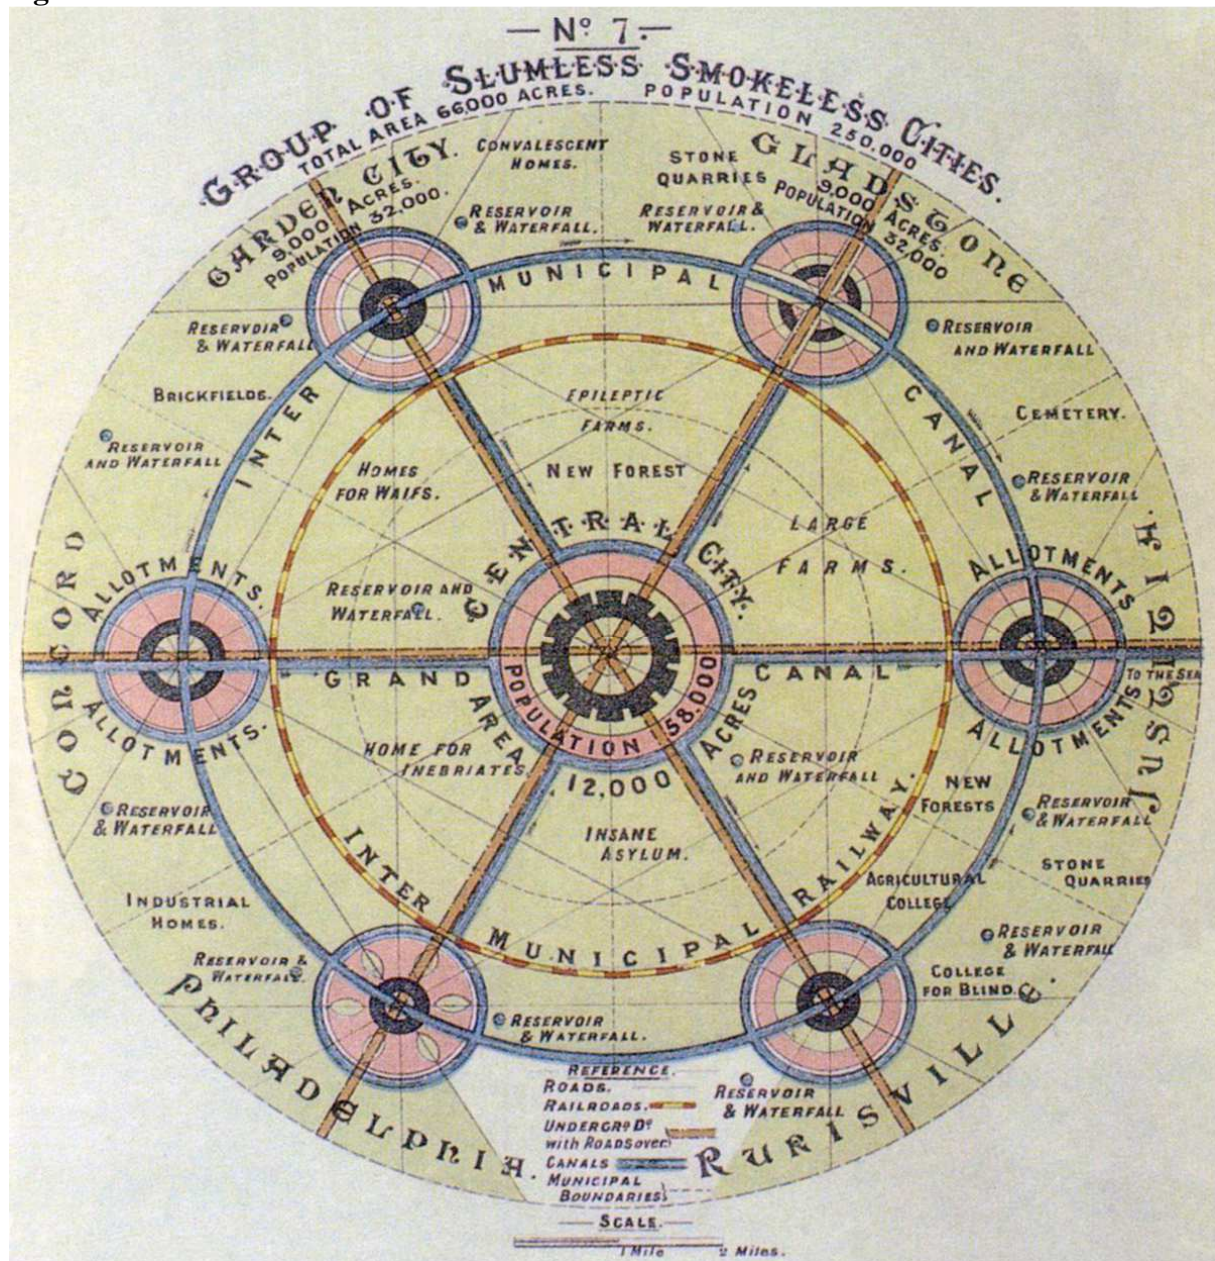 — No 7. —
GROUP OF SLUMLESS SMOKELESS CITIES.
TOTAL AREA 66,000 ACRES. POPULATION 250,000
GARDEN CITY.
9,000 ACRES.
POPULATION 32,000.
CONVALESCENT
HOMES.
STONE
QUARRIES
GLADSTONE
9,000 ACRES.
POPULATION 32,000
RESERVOIR
& WATERFALL.
RESERVOIR &
WATERFALL.
INTER MUNICIPAL CANAL
RESERVOIR
& WATERFALL
RESERVOIR
AND WATERFALL
BRICKFIELDS.
EPILEPTIC
FARMS.
CEMETERY.
RESERVOIR
AND WATERFALL
HOMES
FOR WAIFS.
NEW FOREST
RESERVOIR
& WATERFALL
LARGE
FARMS.
CENTRAL CITY.
CONCORD
ALLOTMENTS.
ALLOTMENTS
RESERVOIR AND
WATERFALL.
GRAND CANAL
TO THE SEA
ALLOTMENTS.
ALLOTMENTS
AREA 12,000 ACRES
POPULATION 58,000
HOME FOR
INEBRIATES
RESERVOIR
AND WATERFALL
NEW
FORESTS
RESERVOIR
& WATERFALL
RESERVOIR
& WATERFALL
INSANE
ASYLUM.
STONE
QUARRIES
INTER MUNICIPAL RAILWAY.
AGRICULTURAL
COLLEGE
INDUSTRIAL
HOMES.
RESERVOIR
& WATERFALL
RESERVOIR &
WATERFALL.
COLLEGE
FOR BLIND.
PHILADELPHIA.
RURISVILLE.
RESERVOIR
& WATERFALL.
REFERENCE.
ROADS.
RAILROADS.
UNDERGRD Do
with ROADS over
CANALS
MUNICIPAL
BOUNDARIES
RESERVOIR
& WATERFALL
— SCALE. —
1 Mile 2 Miles.